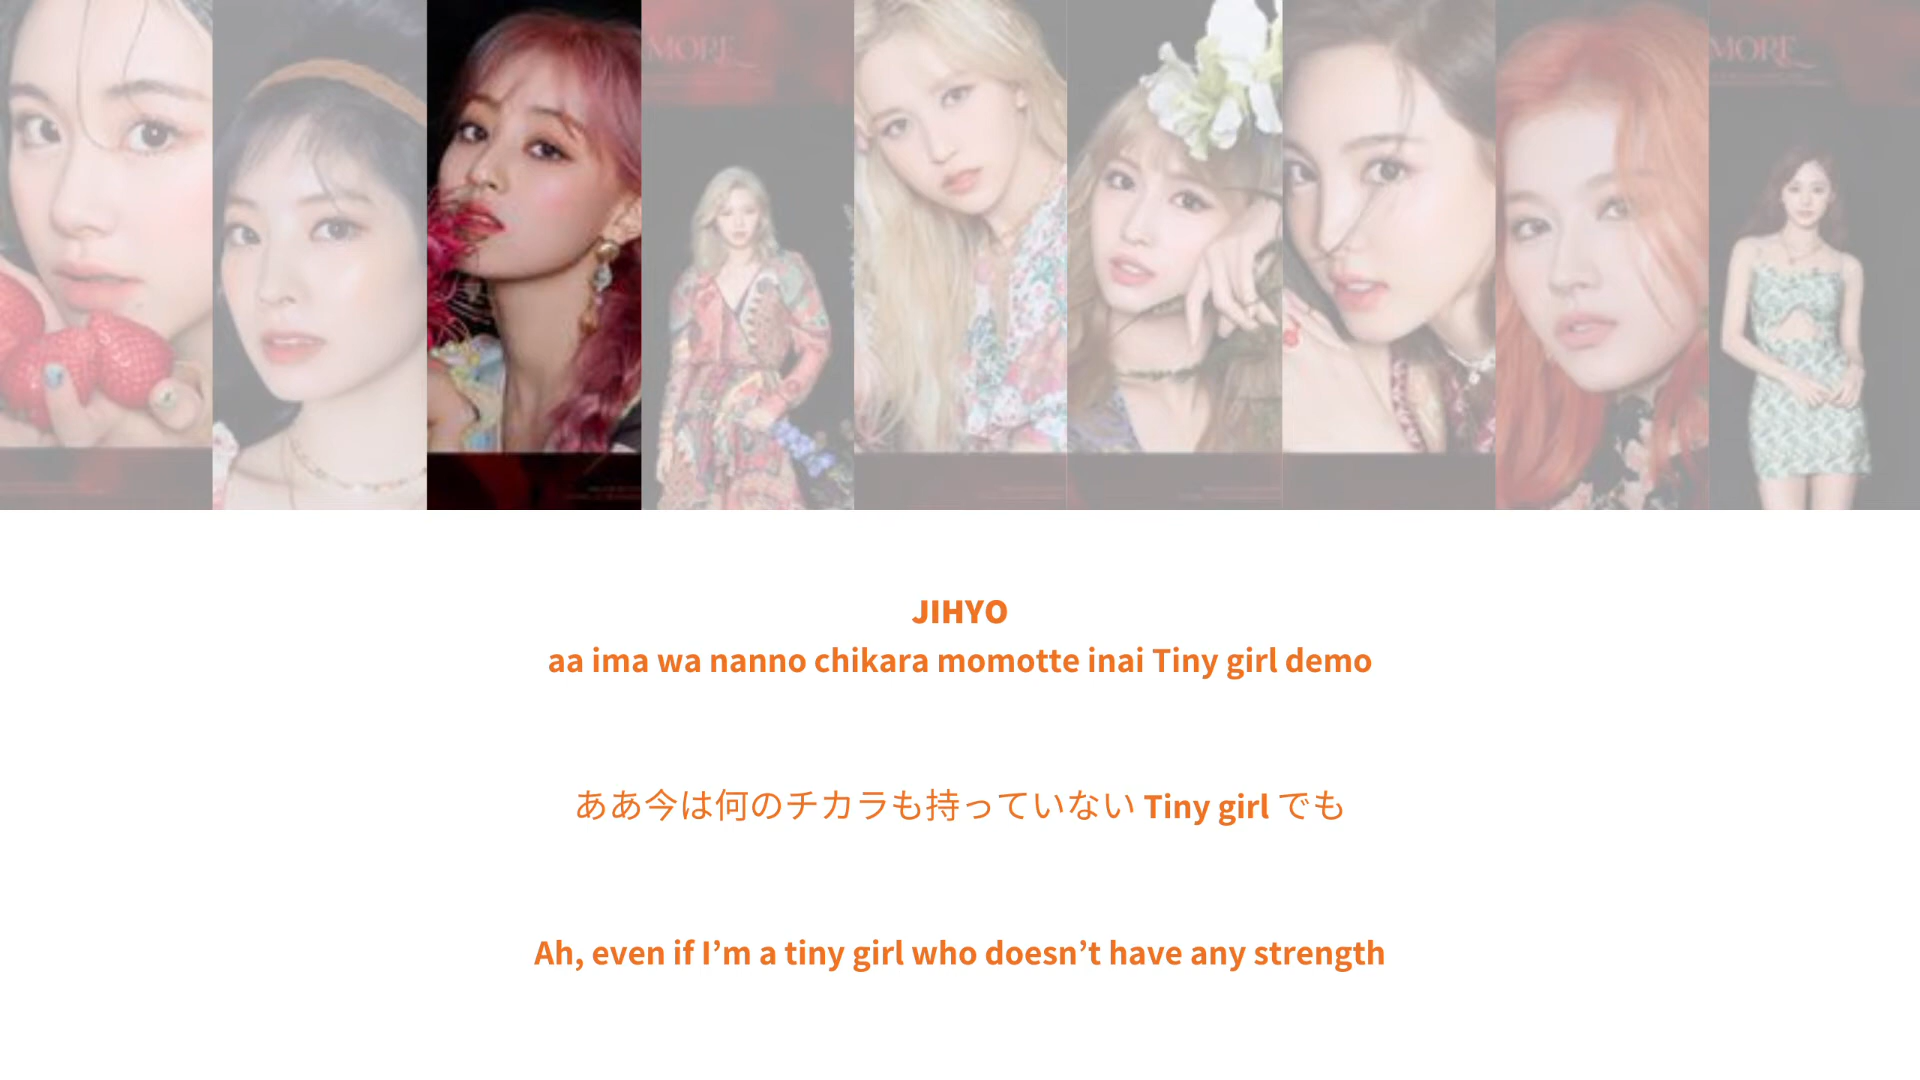 MORE
MORE
JIHYO
aa ima wa nanno chikara momotte inai Tiny girl demo
ああ今は何のチカラも持っていない Tiny girl でも
Ah, even if I’m a tiny girl who doesn’t have any strength